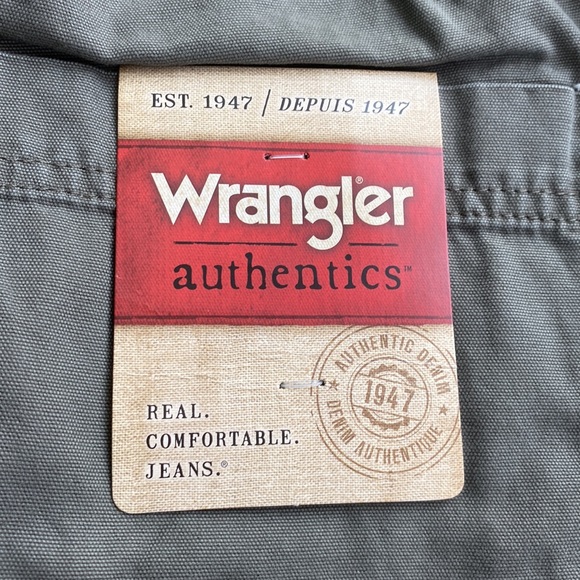 EST. 1947 / DEPUIS 1947
Wrangler®
authentics™
AUTHENTIC DENIM
1947
DENIM AUTHENTIQUE
REAL.
COMFORTABLE.
JEANS.®